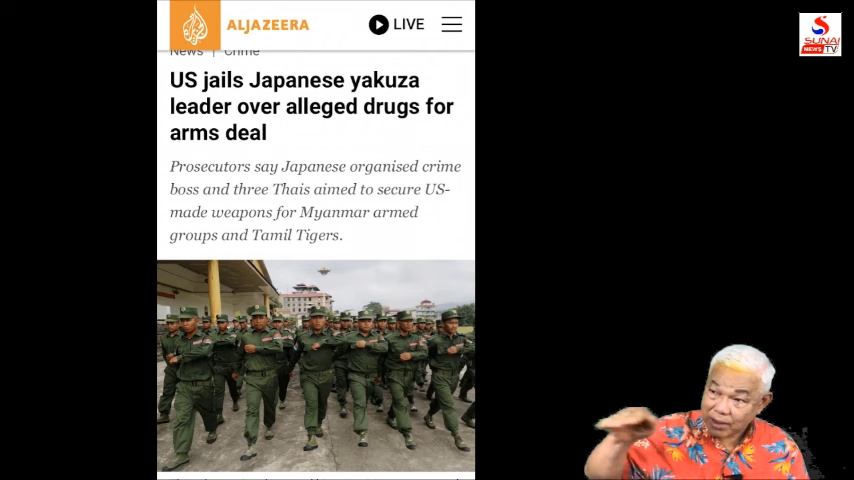 ALJAZEERA
LIVE
News | Crime
US jails Japanese yakuza
leader over alleged drugs for
arms deal
Prosecutors say Japanese organised crime
boss and three Thais aimed to secure US-
made weapons for Myanmar armed
groups and Tamil Tigers.
SUNAI
NEWS TV